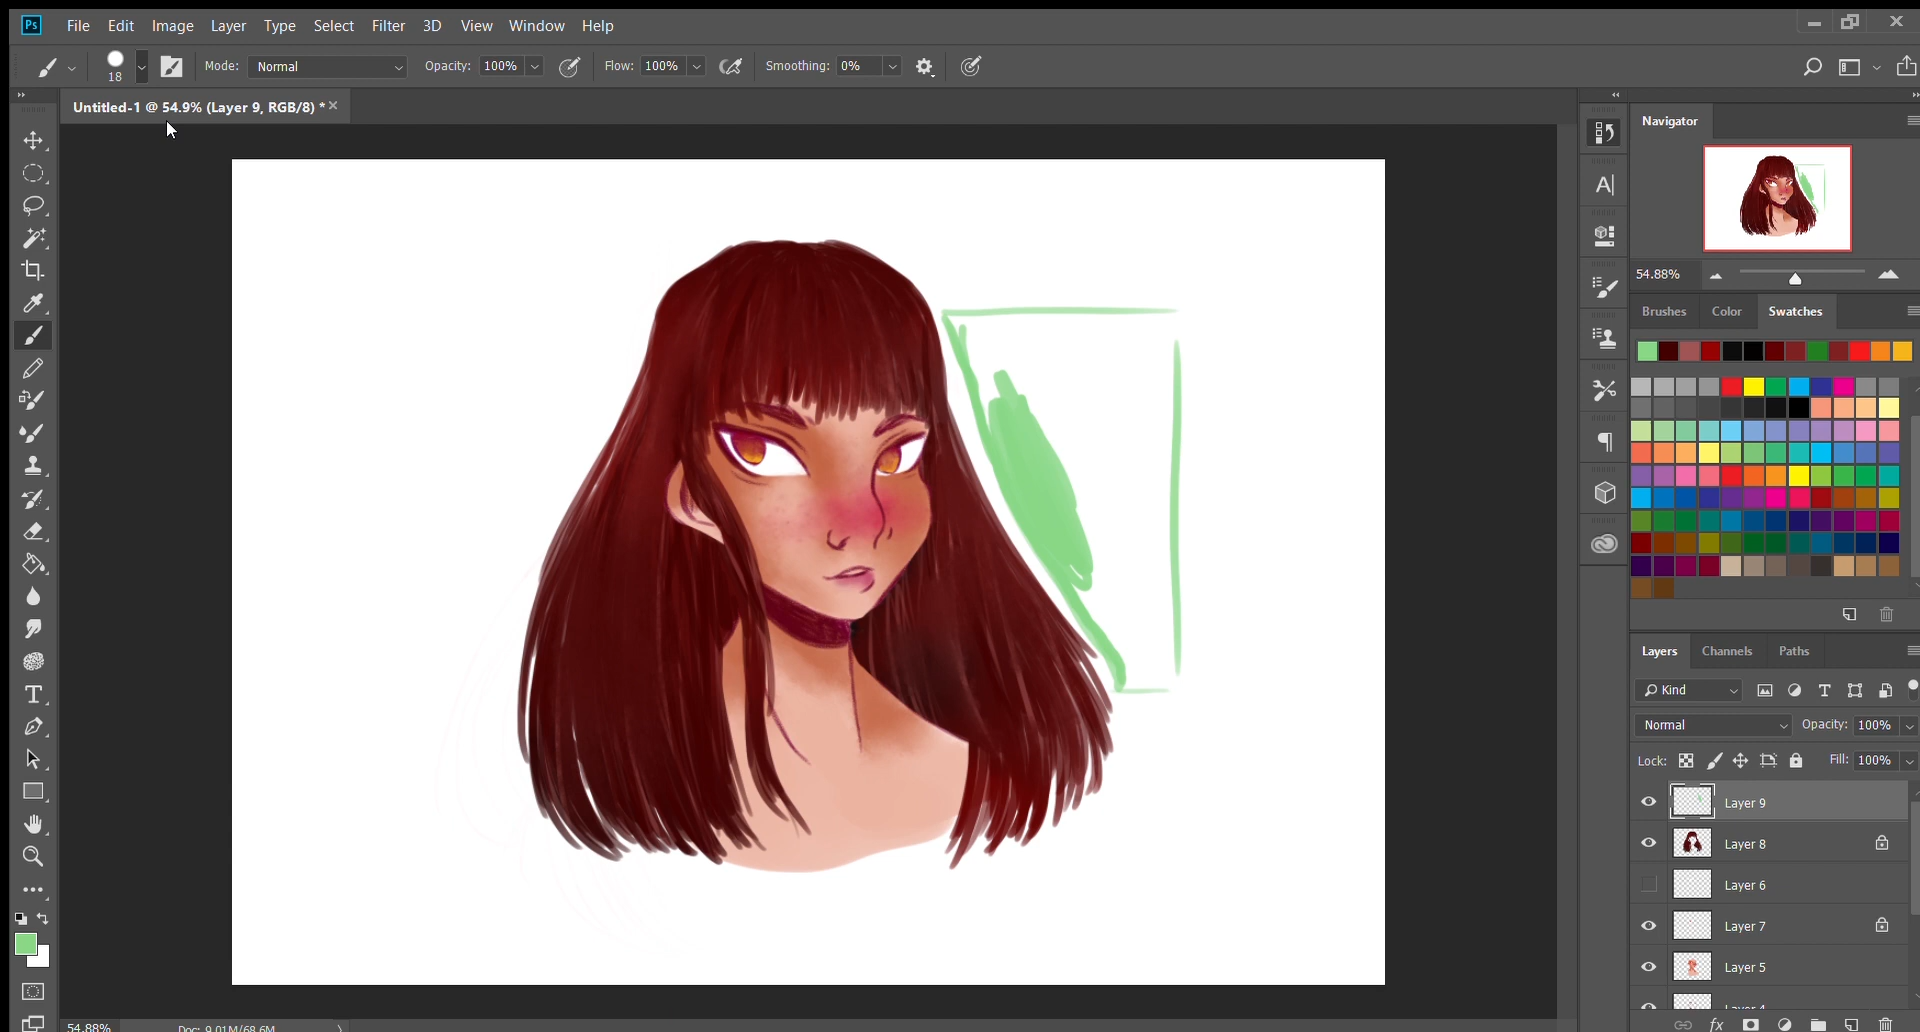 Ps File Edit Image Layer Type Select Filter 3D View Window Help
18 Mode: Normal Opacity: 100% Flow: 100% Smoothing: 0%
Untitled-1 @ 54.9% (Layer 9, RGB/8) *
Navigator
54.88%
Brushes Color Swatches
Layers Channels Paths
Kind
Normal Opacity: 100%
Lock: Fill: 100%
Layer 9
Layer 8
Layer 6
Layer 7
Layer 5
Layer 4
fx
54.88% Doc: 9.01M/68.6M